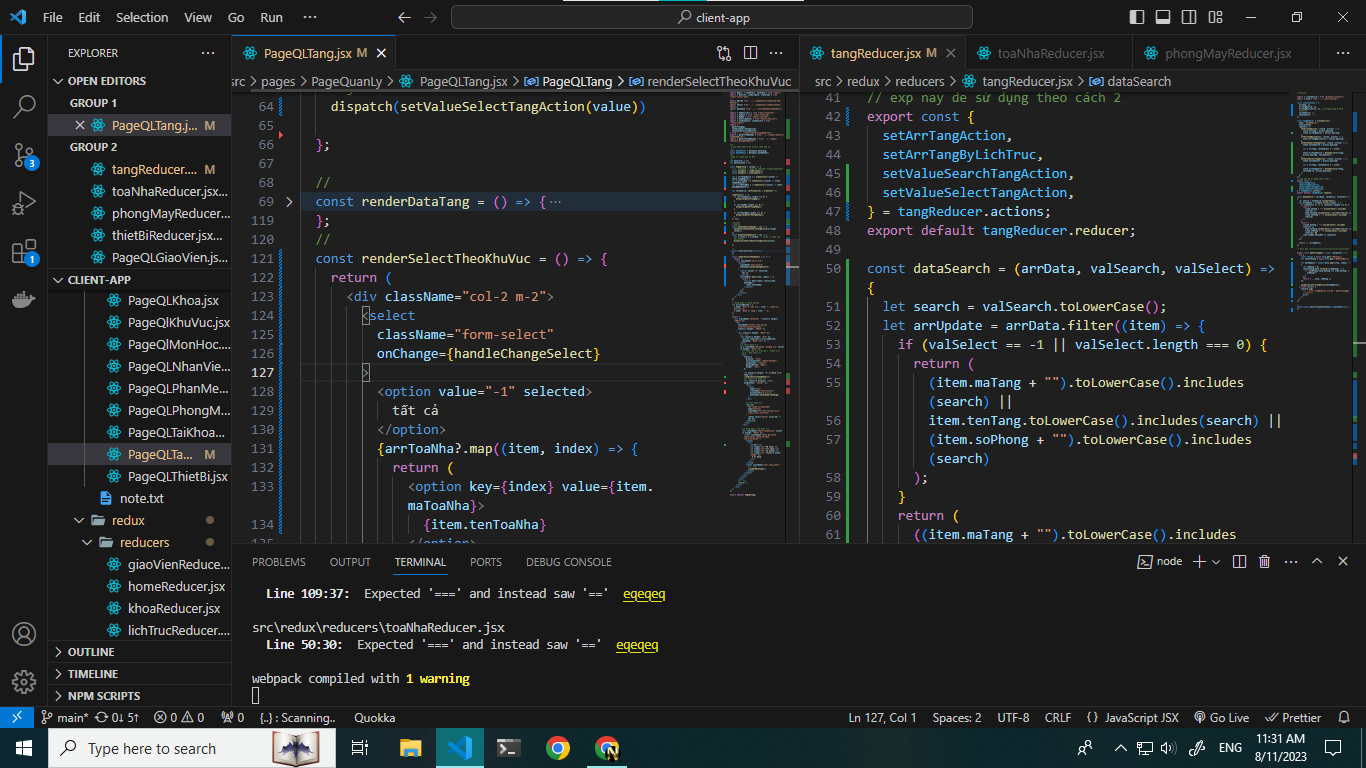 File Edit Selection View Go Run ··· client-app
EXPLORER ···
OPEN EDITORS
GROUP 1
PageQLTang.j... M
GROUP 2
tangReducer.... M
toaNhaReducer.jsx...
phongMayReducer...
thietBiReducer.jsx...
PageQLGiaoVien.j...
CLIENT-APP
PageQLKhoa.jsx
PageQlKhuVuc.jsx
PageQlMonHoc....
PageQLNhanVie...
PageQLPhanMe...
PageQLPhongM...
PageQLTaiKhoa...
PageQLTa... M
PageQLThietBi.jsx
note.txt
redux
reducers
giaoVienReduce...
homeReducer.jsx
khoaReducer.jsx
lichTrucReducer....
OUTLINE
TIMELINE
NPM SCRIPTS
3
1
PageQLTang.jsx M
src > pages > PageQuanLy > PageQLTang.jsx > PageQLTang > renderSelectTheoKhuVuc
64 dispatch(setValueSelectTangAction(value))
65
66 };
67
68 //
69 const renderDataTang = () => { ···
119 };
120 //
121 const renderSelectTheoKhuVuc = () => {
122 return (
123 <div className="col-2 m-2">
124 <select
125 className="form-select"
126 onChange={handleChangeSelect}
127 >
128 <option value="-1" selected>
129 tất cả
130 </option>
131 {arrToaNha?.map((item, index) => {
132 return (
133 <option key={index} value={item.
maToaNha}>
134 {item.tenToaNha}
</option>
tangReducer.jsx M toaNhaReducer.jsx phongMayReducer.jsx ···
src > redux > reducers > tangReducer.jsx > dataSearch
41 // exp này để sử dụng theo cách 2
42 export const {
43 setArrTangAction,
44 setArrTangByLichTruc,
45 setValueSearchTangAction,
46 setValueSelectTangAction,
47 } = tangReducer.actions;
48 export default tangReducer.reducer;
49
50 const dataSearch = (arrData, valSearch, valSelect) =>
{
51 let search = valSearch.toLowerCase();
52 let arrUpdate = arrData.filter((item) => {
53 if (valSelect == -1 || valSelect.length === 0) {
54 return (
55 (item.maTang + "").toLowerCase().includes
(search) ||
56 item.tenTang.toLowerCase().includes(search) ||
57 (item.soPhong + "").toLowerCase().includes
(search)
58 );
59 }
60 return (
61 ((item.maTang + "").toLowerCase().includes
PROBLEMS OUTPUT TERMINAL PORTS DEBUG CONSOLE node ···
Line 109:37: Expected '===' and instead saw '==' eqeqeq
src\redux\reducers\toaNhaReducer.jsx
Line 50:30: Expected '===' and instead saw '==' eqeqeq
webpack compiled with 1 warning
main* 0↓ 5↑ 0 0 0 {..} : Scanning.. Quokka Ln 127, Col 1 Spaces: 2 UTF-8 CRLF {} JavaScript JSX Go Live Prettier
Type here to search ENG
11:31 AM
8/11/2023